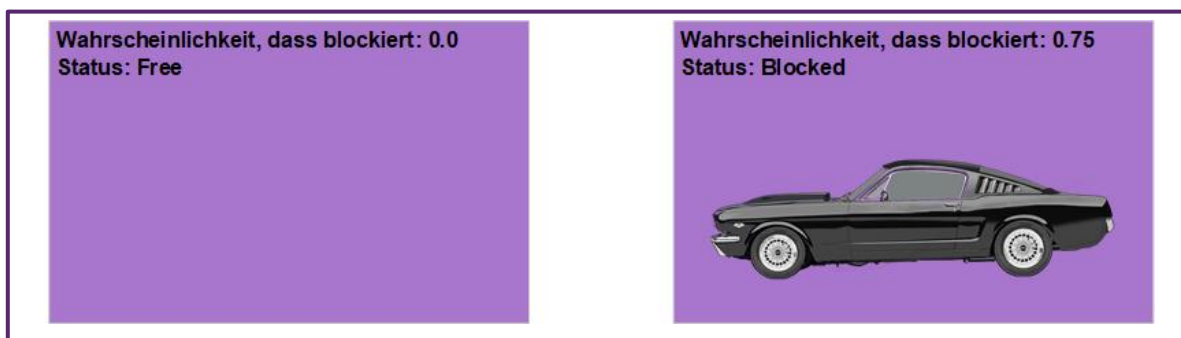 Wahrscheinlichkeit, dass blockiert: 0.0
Status: Free
Wahrscheinlichkeit, dass blockiert: 0.75
Status: Blocked